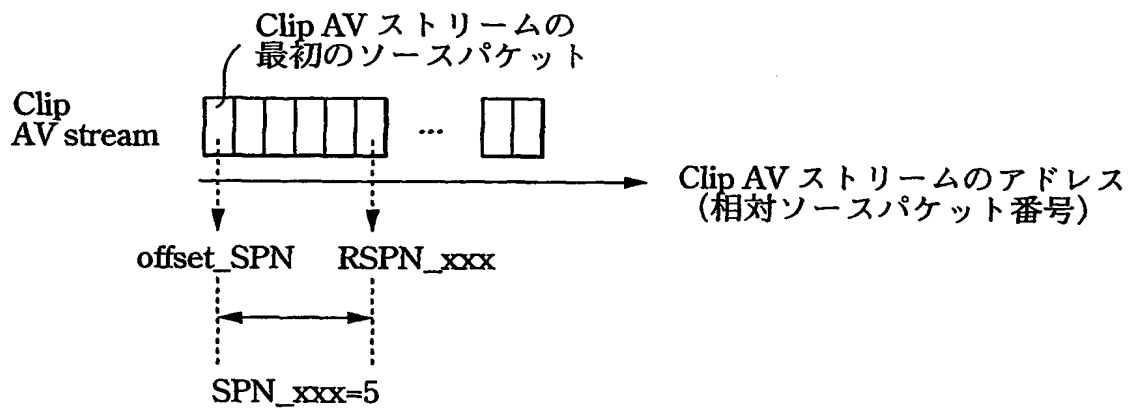 Clip AV ストリームの
最初のソースパケット
Clip
AV stream
...
Clip AV ストリームのアドレス
(相対ソースパケット番号)
offset_SPN RSPN_xxx
SPN_xxx=5